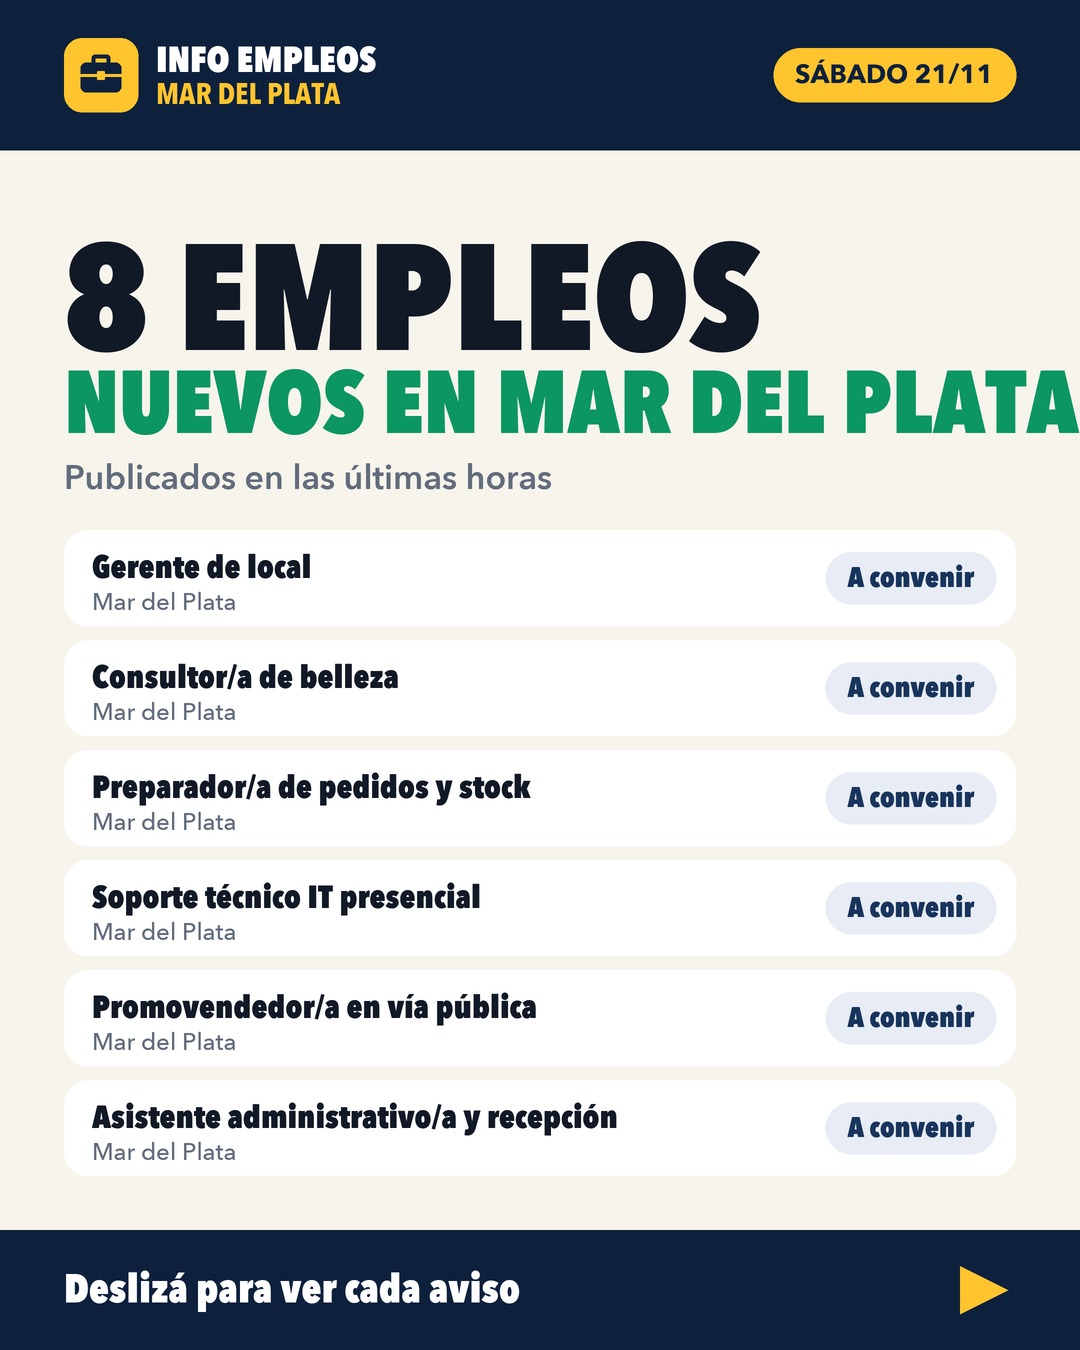 INFO EMPLEOS
MAR DEL PLATA
SÁBADO 21/11
8 EMPLEOS
NUEVOS EN MAR DEL PLATA
Publicados en las últimas horas
Gerente de local
Mar del Plata
A convenir
Consultor/a de belleza
Mar del Plata
A convenir
Preparador/a de pedidos y stock
Mar del Plata
A convenir
Soporte técnico IT presencial
Mar del Plata
A convenir
Promovendedor/a en vía pública
Mar del Plata
A convenir
Asistente administrativo/a y recepción
Mar del Plata
A convenir
Deslizá para ver cada aviso